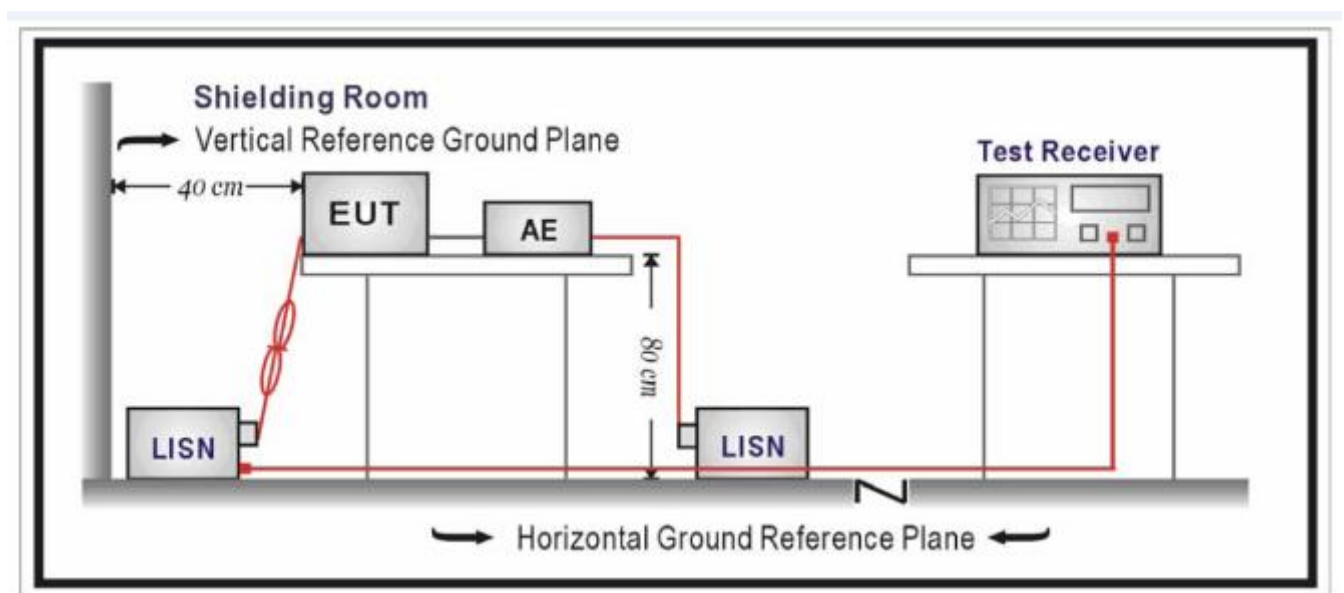 Shielding Room
Vertical Reference Ground Plane
40 cm
Test Receiver
EUT
AE
80 cm
LISN
LISN
Horizontal Ground Reference Plane